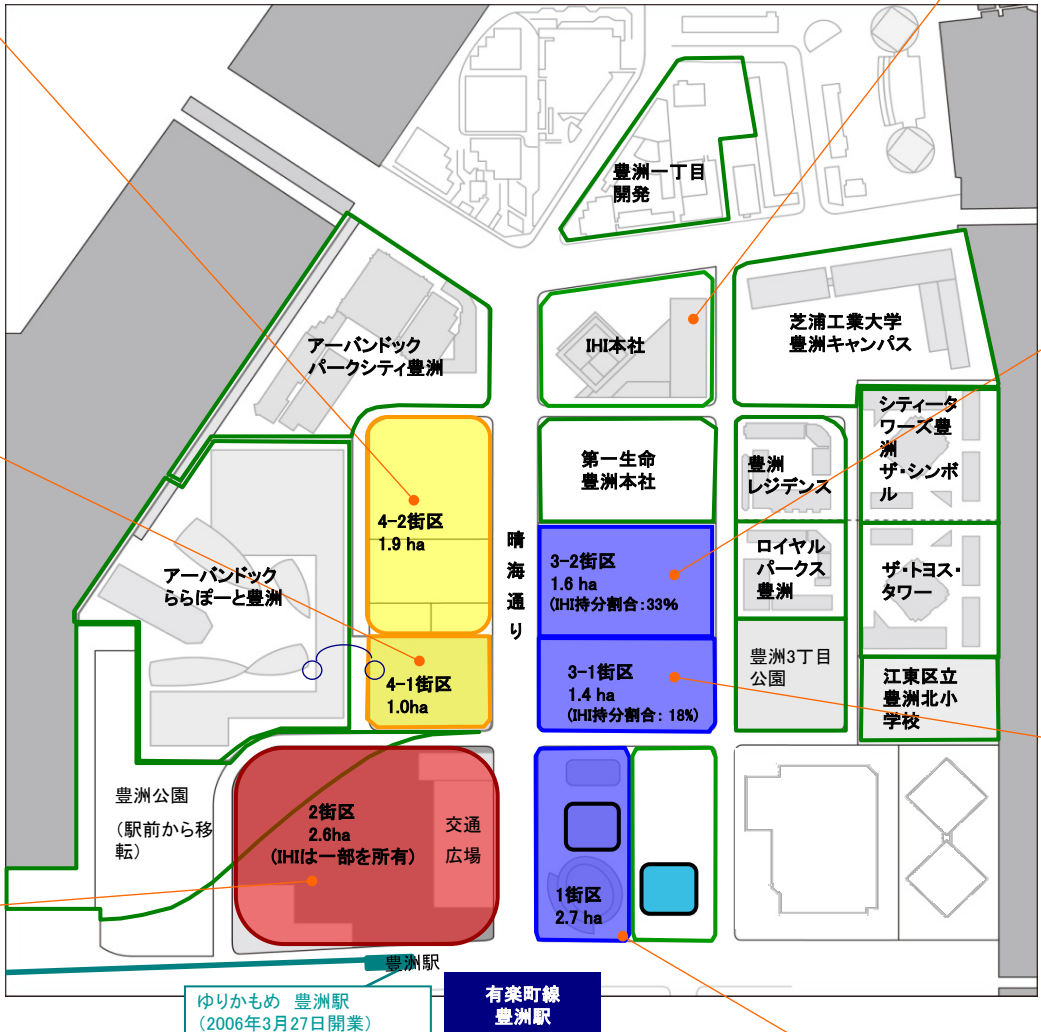 豊洲一丁目
開発
アーバンドック
パークシティ豊洲
IHI本社
芝浦工業大学
豊洲キャンパス
4-2街区
1.9 ha
晴海通り
第一生命
豊洲本社
豊洲
レジデンス
シティータ
ワーズ豊
洲
ザ・シンボ
ル
アーバンドック
ららぽーと豊洲
3-2街区
1.6 ha
(IHI持分割合:33%
ロイヤル
パークス
豊洲
ザ・トヨス・
タワー
4-1街区
1.0ha
3-1街区
1.4 ha
(IHI持分割合: 18%)
豊洲3丁目
公園
江東区立
豊洲北小
学校
豊洲公園
(駅前から移
転)
2街区
2.6ha
(IHIは一部を所有)
交通
広場
1街区
2.7 ha
豊洲駅
ゆりかもめ 豊洲駅
(2006年3月27日開業)
有楽町線
豊洲駅